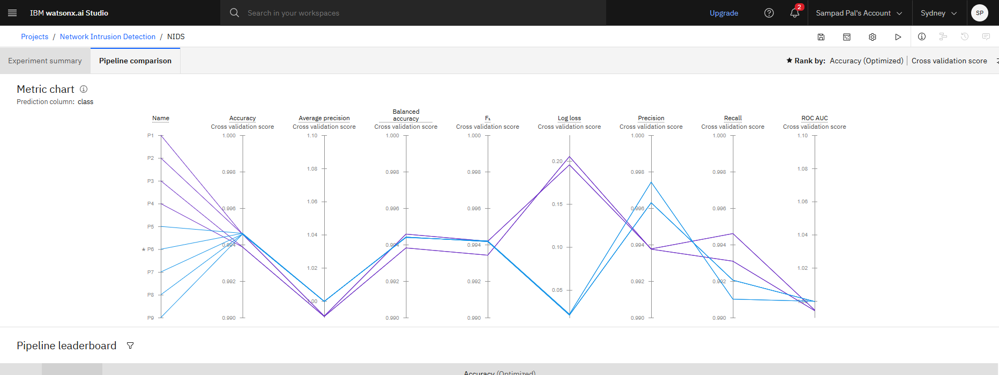 IBM watsonx.ai Studio
Search in your workspaces
Upgrade
2
Sampad Pal's Account
Sydney
SP
Projects / Network Intrusion Detection / NIDS
Experiment summary
Pipeline comparison
★ Rank by: Accuracy (Optimized) | Cross validation score
Metric chart
Prediction column: class
Name
P1
P2
P3
P4
P5
★ P6
P7
P8
P9
Accuracy
Cross validation score
1.000
0.998
0.996
0.994
0.992
0.990
Average precision
Cross validation score
1.10
1.08
1.06
1.04
1.02
1.00
Balanced
accuracy
Cross validation score
1.000
0.998
0.996
0.994
0.992
0.990
F₁
Cross validation score
1.000
0.998
0.996
0.994
0.992
0.990
Log loss
Cross validation score
0.20
0.15
0.10
0.05
Precision
Cross validation score
1.000
0.998
0.996
0.994
0.992
0.990
Recall
Cross validation score
1.000
0.998
0.996
0.994
0.992
0.990
ROC AUC
Cross validation score
1.10
1.08
1.06
1.04
1.02
1.00
Pipeline leaderboard
Accuracy (Optimized)